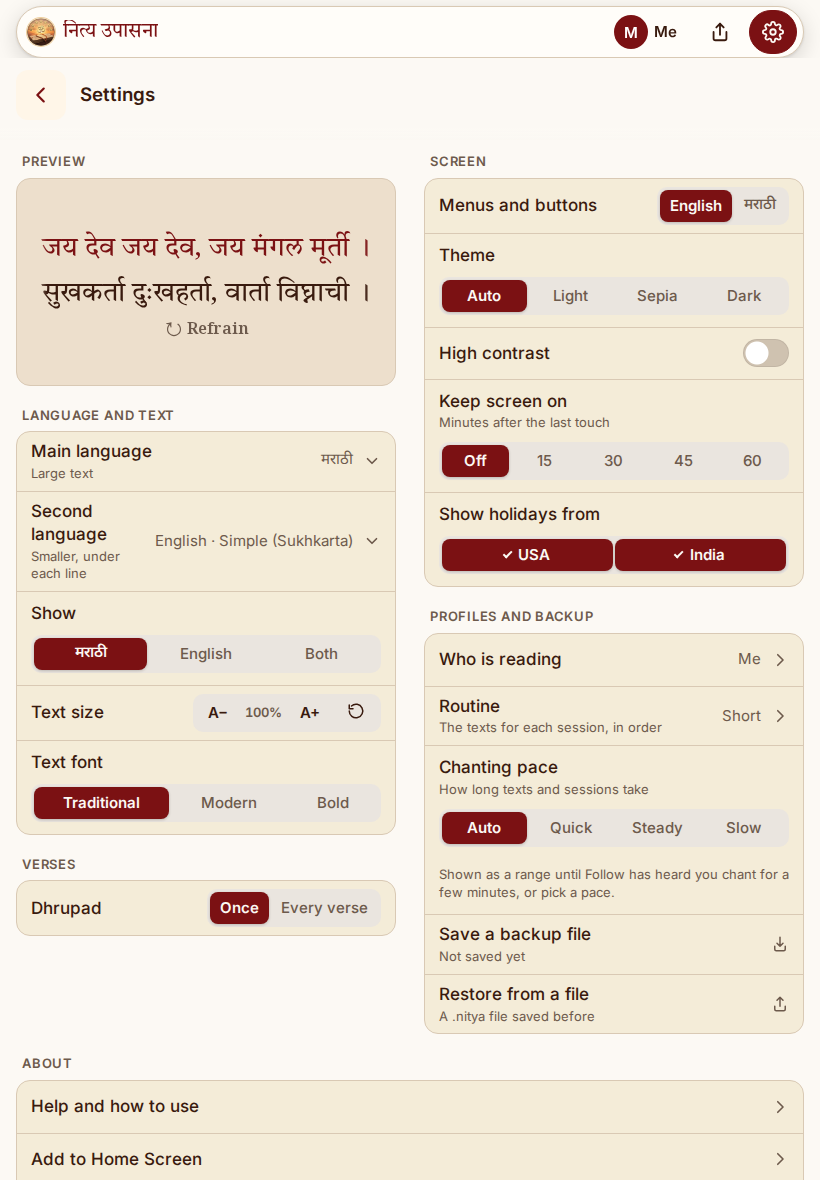 नित्य उपासना
M Me
Settings
PREVIEW
जय देव जय देव, जय मंगल मूर्ती ।
सुखकर्ता दुःखहर्ता, वार्ता विघ्नाची ।
Refrain
LANGUAGE AND TEXT
Main language
Large text
मराठी
Second
language
Smaller, under
each line
English · Simple (Sukhkarta)
Show
मराठी English Both
Text size A− 100% A+
Text font
Traditional Modern Bold
VERSES
Dhrupad Once Every verse
SCREEN
Menus and buttons English मराठी
Theme
Auto Light Sepia Dark
High contrast
Keep screen on
Minutes after the last touch
Off 15 30 45 60
Show holidays from
✓ USA ✓ India
PROFILES AND BACKUP
Who is reading Me
Routine
The texts for each session, in order
Short
Chanting pace
How long texts and sessions take
Auto Quick Steady Slow
Shown as a range until Follow has heard you chant for a
few minutes, or pick a pace.
Save a backup file
Not saved yet
Restore from a file
A .nitya file saved before
ABOUT
Help and how to use
Add to Home Screen